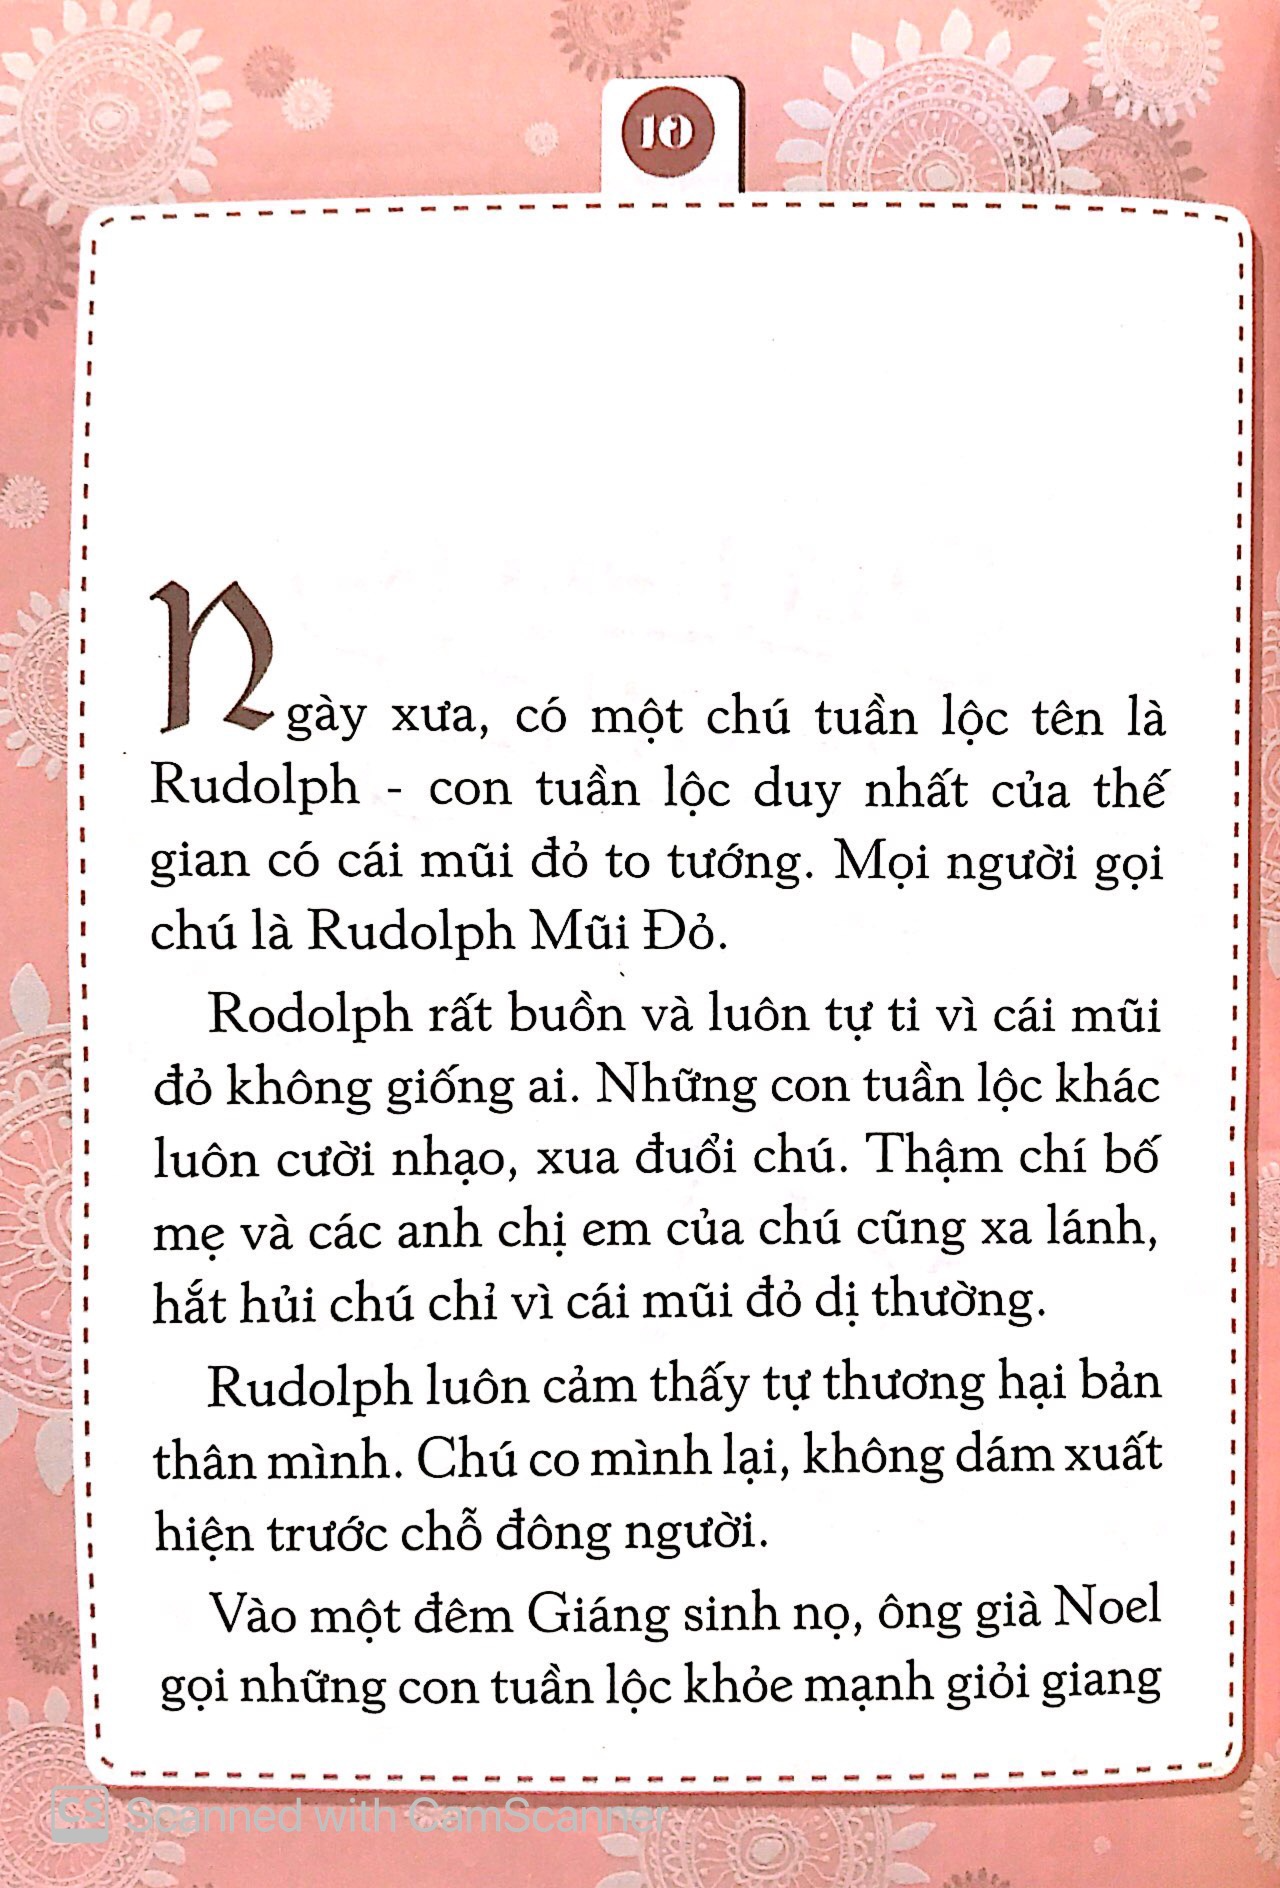 10
Ngày xưa, có một chú tuần lộc tên là
Rudolph - con tuần lộc duy nhất của thế
gian có cái mũi đỏ to tướng. Mọi người gọi
chú là Rudolph Mũi Đỏ.
Rodolph rất buồn và luôn tự ti vì cái mũi
đỏ không giống ai. Những con tuần lộc khác
luôn cười nhạo, xua đuổi chú. Thậm chí bố
mẹ và các anh chị em của chú cũng xa lánh,
hắt hủi chú chỉ vì cái mũi đỏ dị thường.
Rudolph luôn cảm thấy tự thương hại bản
thân mình. Chú co mình lại, không dám xuất
hiện trước chỗ đông người.
Vào một đêm Giáng sinh nọ, ông già Noel
gọi những con tuần lộc khỏe mạnh giỏi giang
CS Scanned with CamScanner